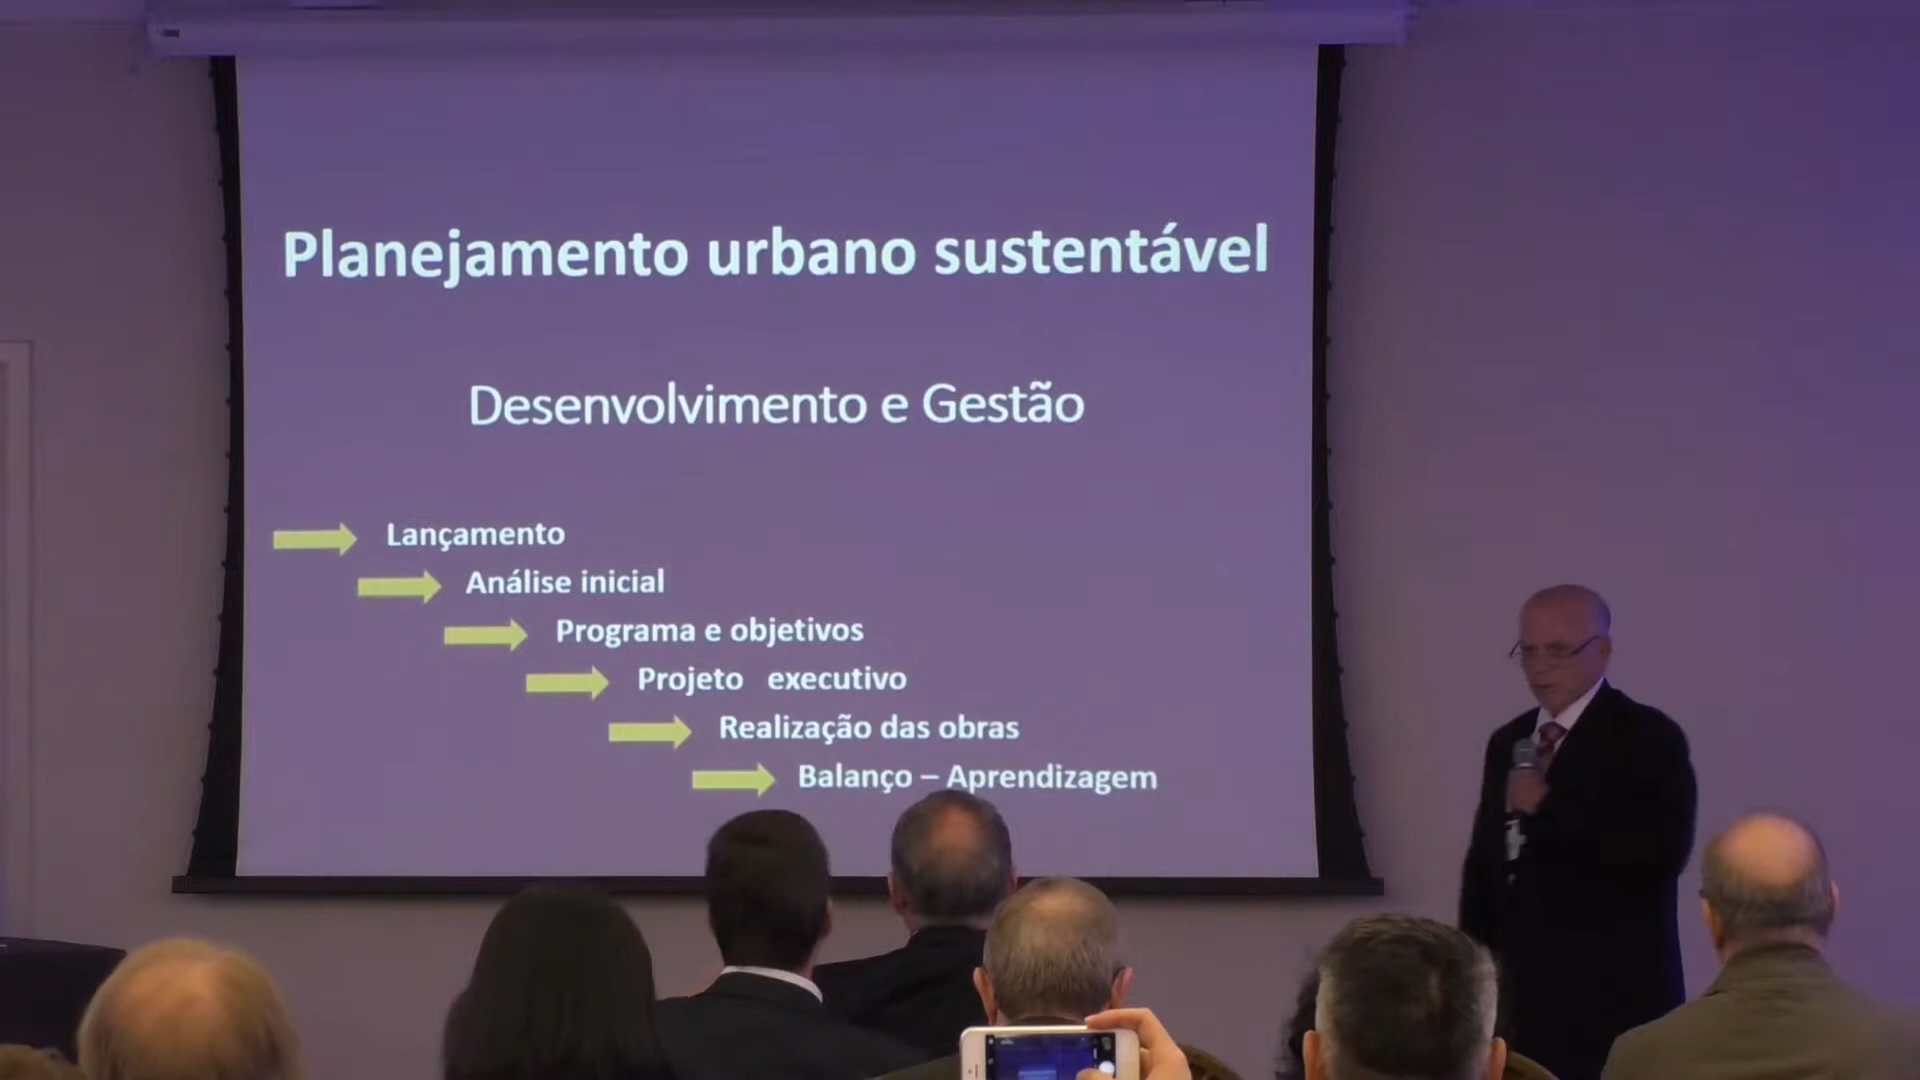 Planejamento urbano sustentável
Desenvolvimento e Gestão
Lançamento
Análise inicial
Programa e objetivos
Projeto executivo
Realização das obras
Balanço – Aprendizagem